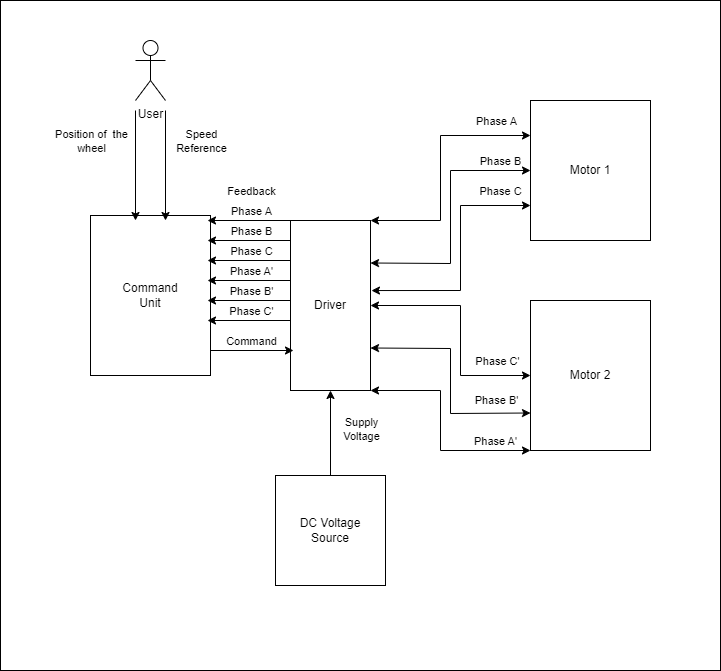 User
Position of the
wheel
Speed
Reference
Feedback
Phase A
Phase B
Phase C
Phase A'
Phase B'
Phase C'
Command
Command
Unit
Driver
Phase A
Phase B
Phase C
Motor 1
Phase C'
Phase B'
Phase A'
Motor 2
Supply
Voltage
DC Voltage
Source